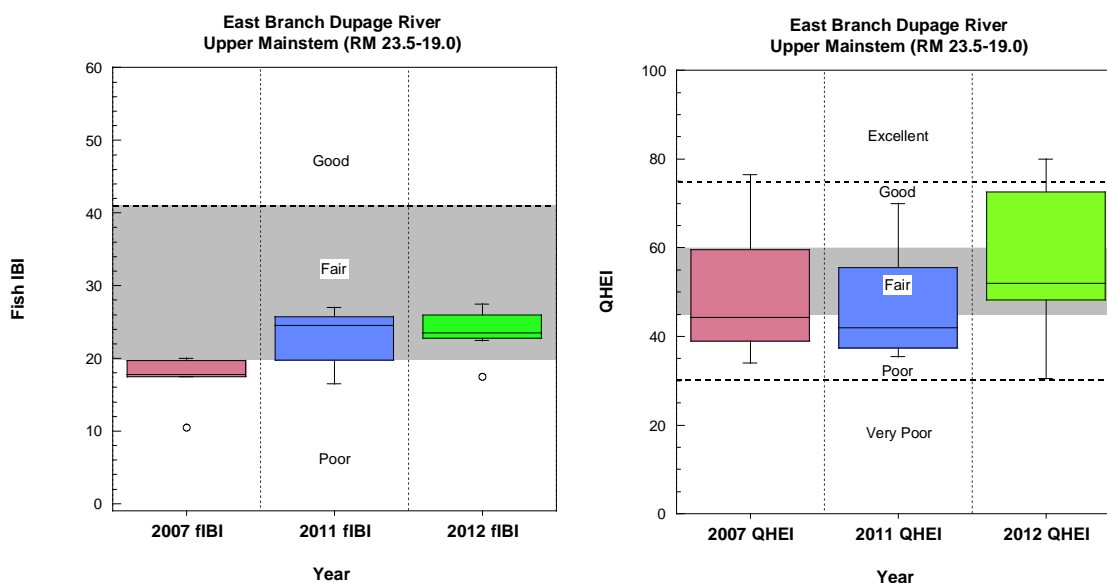 East Branch Dupage River
Upper Mainstem (RM 23.5-19.0)
60
50
40
30
20
10
0
Fish IBI
Good
Fair
Poor
2007 fIBI
2011 fIBI
2012 fIBI
Year
East Branch Dupage River
Upper Mainstem (RM 23.5-19.0)
100
80
60
40
20
0
QHEI
Excellent
Good
Fair
Poor
Very Poor
2007 QHEI
2011 QHEI
2012 QHEI
Year